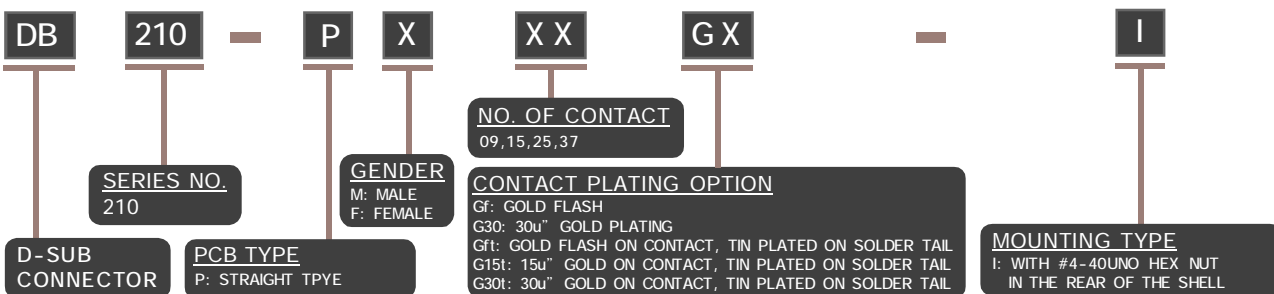 DB 210 - P X XX GX - I
NO. OF CONTACT
09,15,25,37
GENDER
M: MALE
F: FEMALE
SERIES NO.
210
CONTACT PLATING OPTION
Gf: GOLD FLASH
G30: 30u" GOLD PLATING
Gft: GOLD FLASH ON CONTACT, TIN PLATED ON SOLDER TAIL
G15t: 15u" GOLD ON CONTACT, TIN PLATED ON SOLDER TAIL
G30t: 30u" GOLD ON CONTACT, TIN PLATED ON SOLDER TAIL
D-SUB
CONNECTOR
PCB TYPE
P: STRAIGHT TPYE
MOUNTING TYPE
I: WITH #4-40UNO HEX NUT
IN THE REAR OF THE SHELL